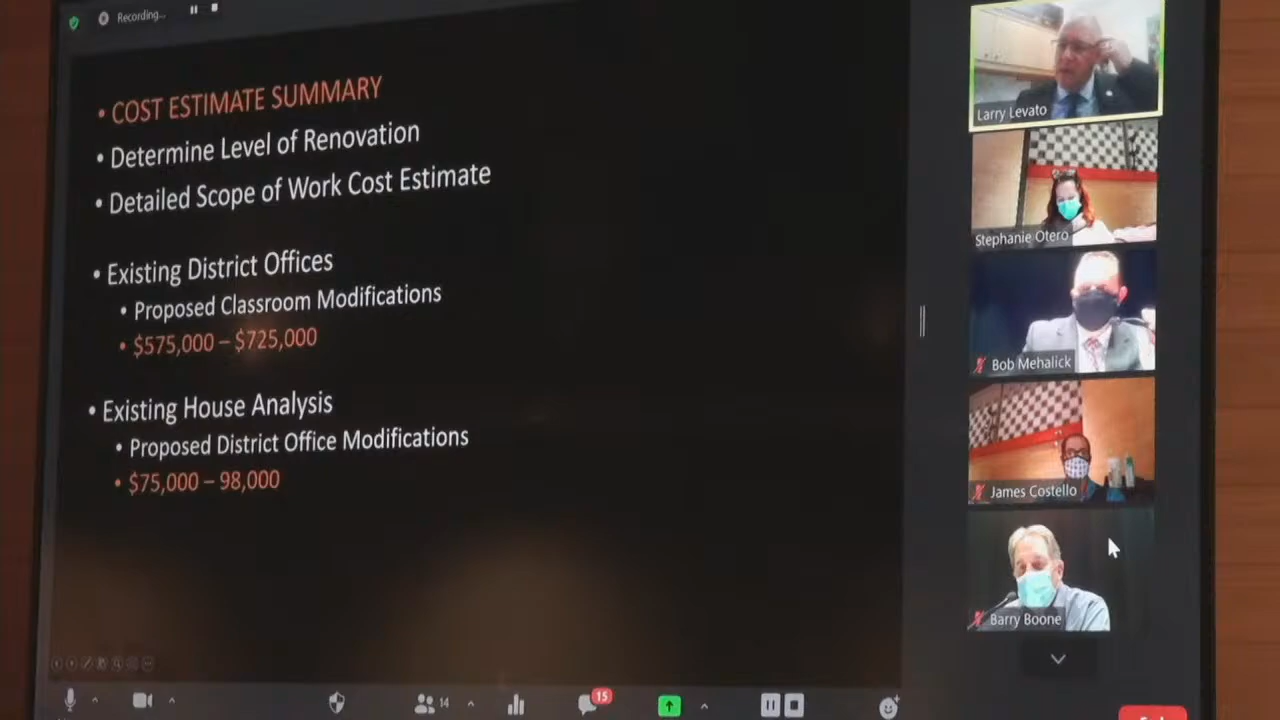 Recording...
• COST ESTIMATE SUMMARY
• Determine Level of Renovation
• Detailed Scope of Work Cost Estimate
• Existing District Offices
• Proposed Classroom Modifications
• $575,000 – $725,000
• Existing House Analysis
• Proposed District Office Modifications
• $75,000 – 98,000
Larry Levato
Stephanie Otero
Bob Mehalick
James Costello
Barry Boone
14
15